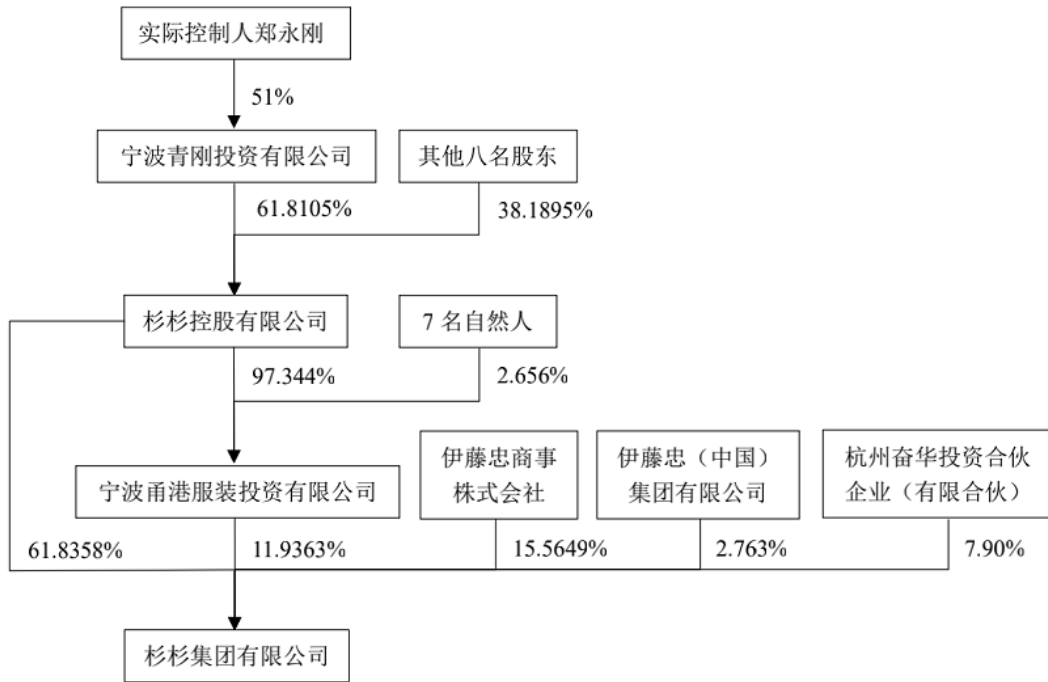 实际控制人郑永刚
51%
宁波青刚投资有限公司
其他八名股东
61.8105%
38.1895%
杉杉控股有限公司
7 名自然人
97.344%
2.656%
宁波甬港服装投资有限公司
伊藤忠商事
株式会社
伊藤忠（中国）
集团有限公司
杭州奋华投资合伙
企业（有限合伙）
61.8358%
11.9363%
15.5649%
2.763%
7.90%
杉杉集团有限公司